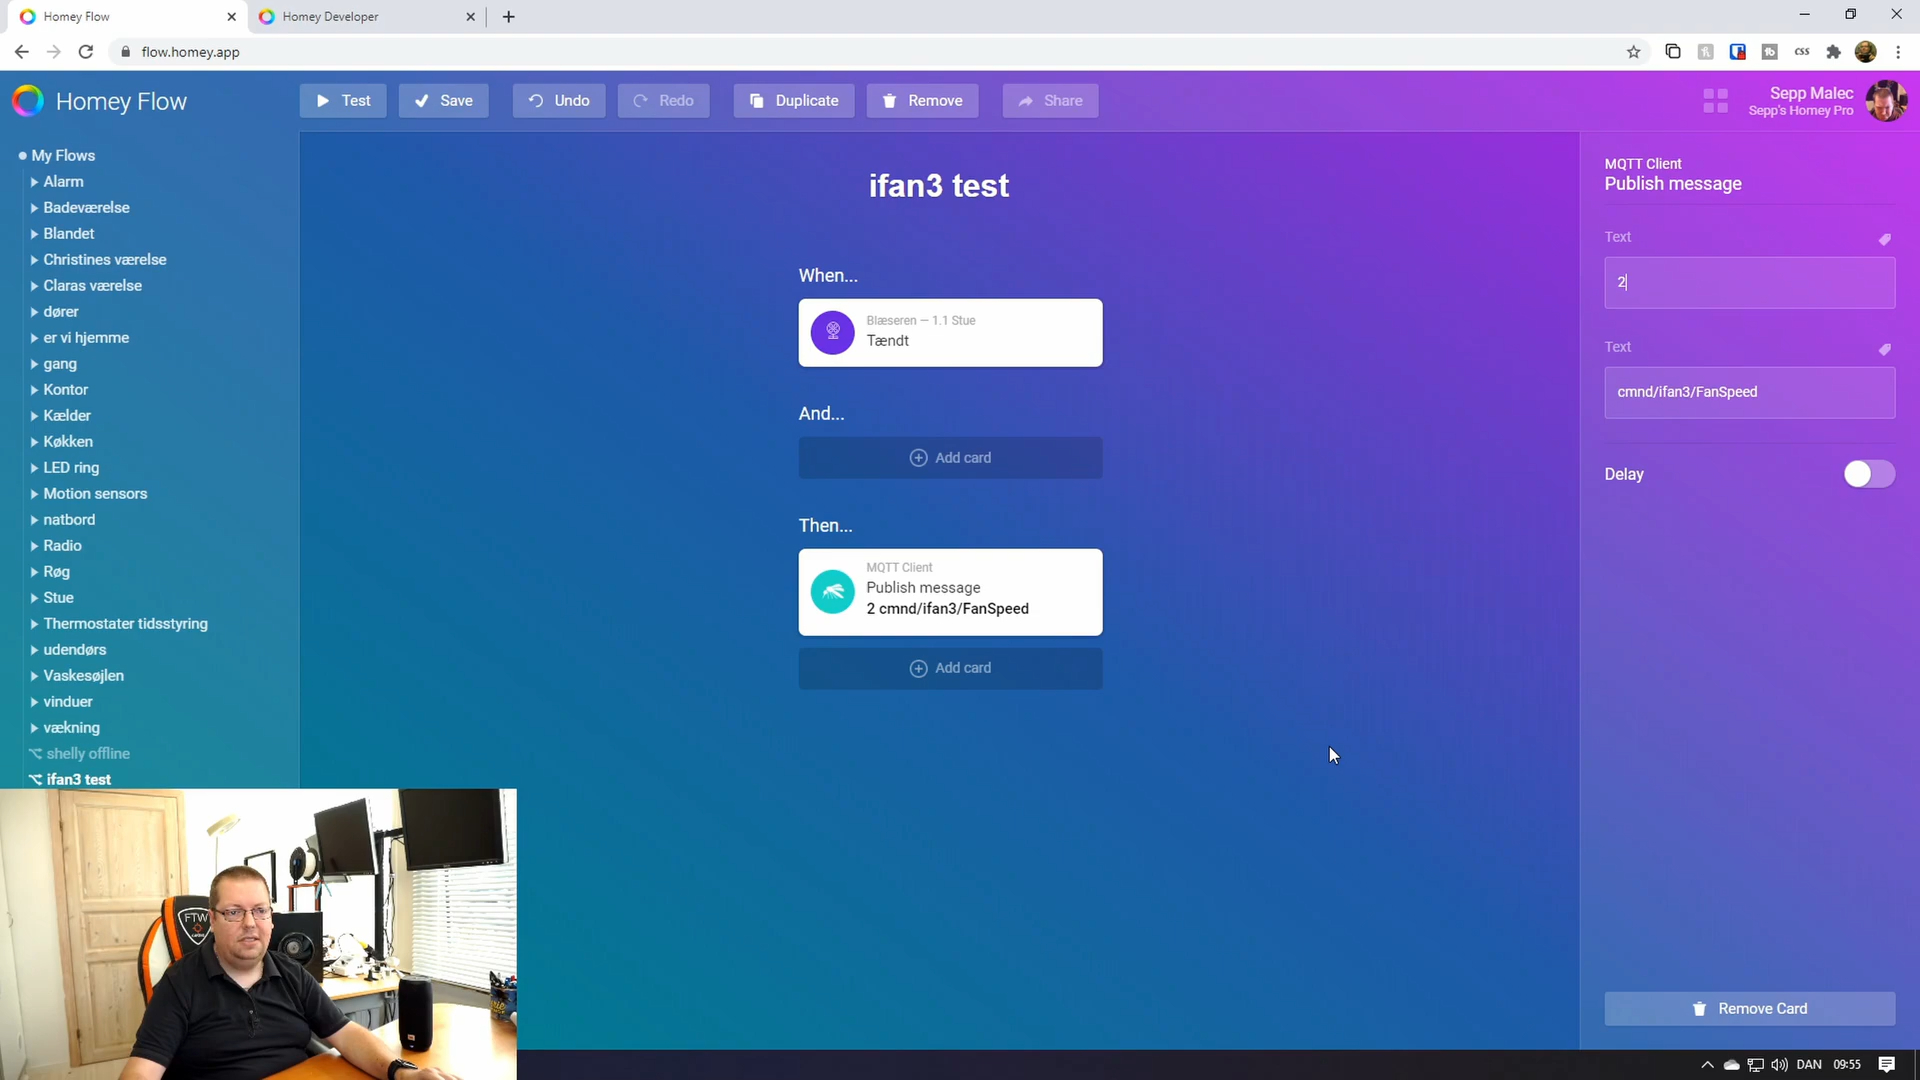 Homey Flow
Homey Developer
flow.homey.app
CSS
Homey Flow
Test
Save
Undo
Redo
Duplicate
Remove
Share
Sepp Malec
Sepp's Homey Pro
My Flows
Alarm
Badeværelse
Blandet
Christines værelse
Claras værelse
dører
er vi hjemme
gang
Kontor
Kælder
Køkken
LED ring
Motion sensors
natbord
Radio
Røg
Stue
Thermostater tidsstyring
udendørs
Vaskesøjlen
vinduer
vækning
shelly offline
ifan3 test
ifan3 test
When...
Blæseren — 1.1 Stue
Tændt
And...
Add card
Then...
MQTT Client
Publish message
2 cmnd/ifan3/FanSpeed
Add card
MQTT Client
Publish message
Text
2
Text
cmnd/ifan3/FanSpeed
Delay
Remove Card
FTW
DAN
09:55